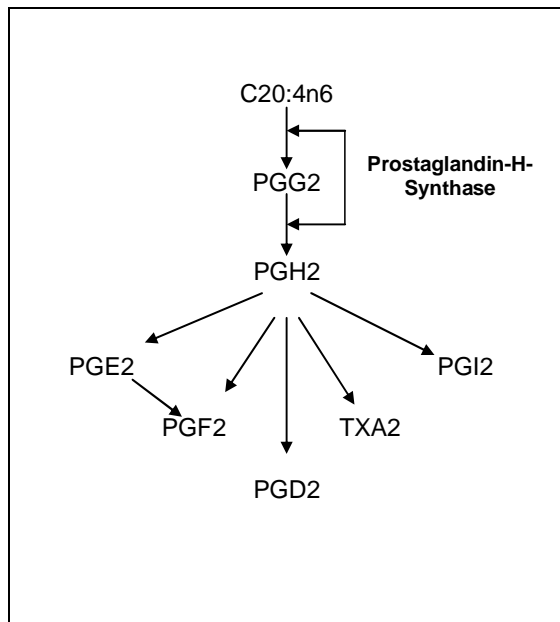 C20:4n6
Prostaglandin-H-
Synthase
PGG2
PGH2
PGE2
PGI2
PGF2
TXA2
PGD2